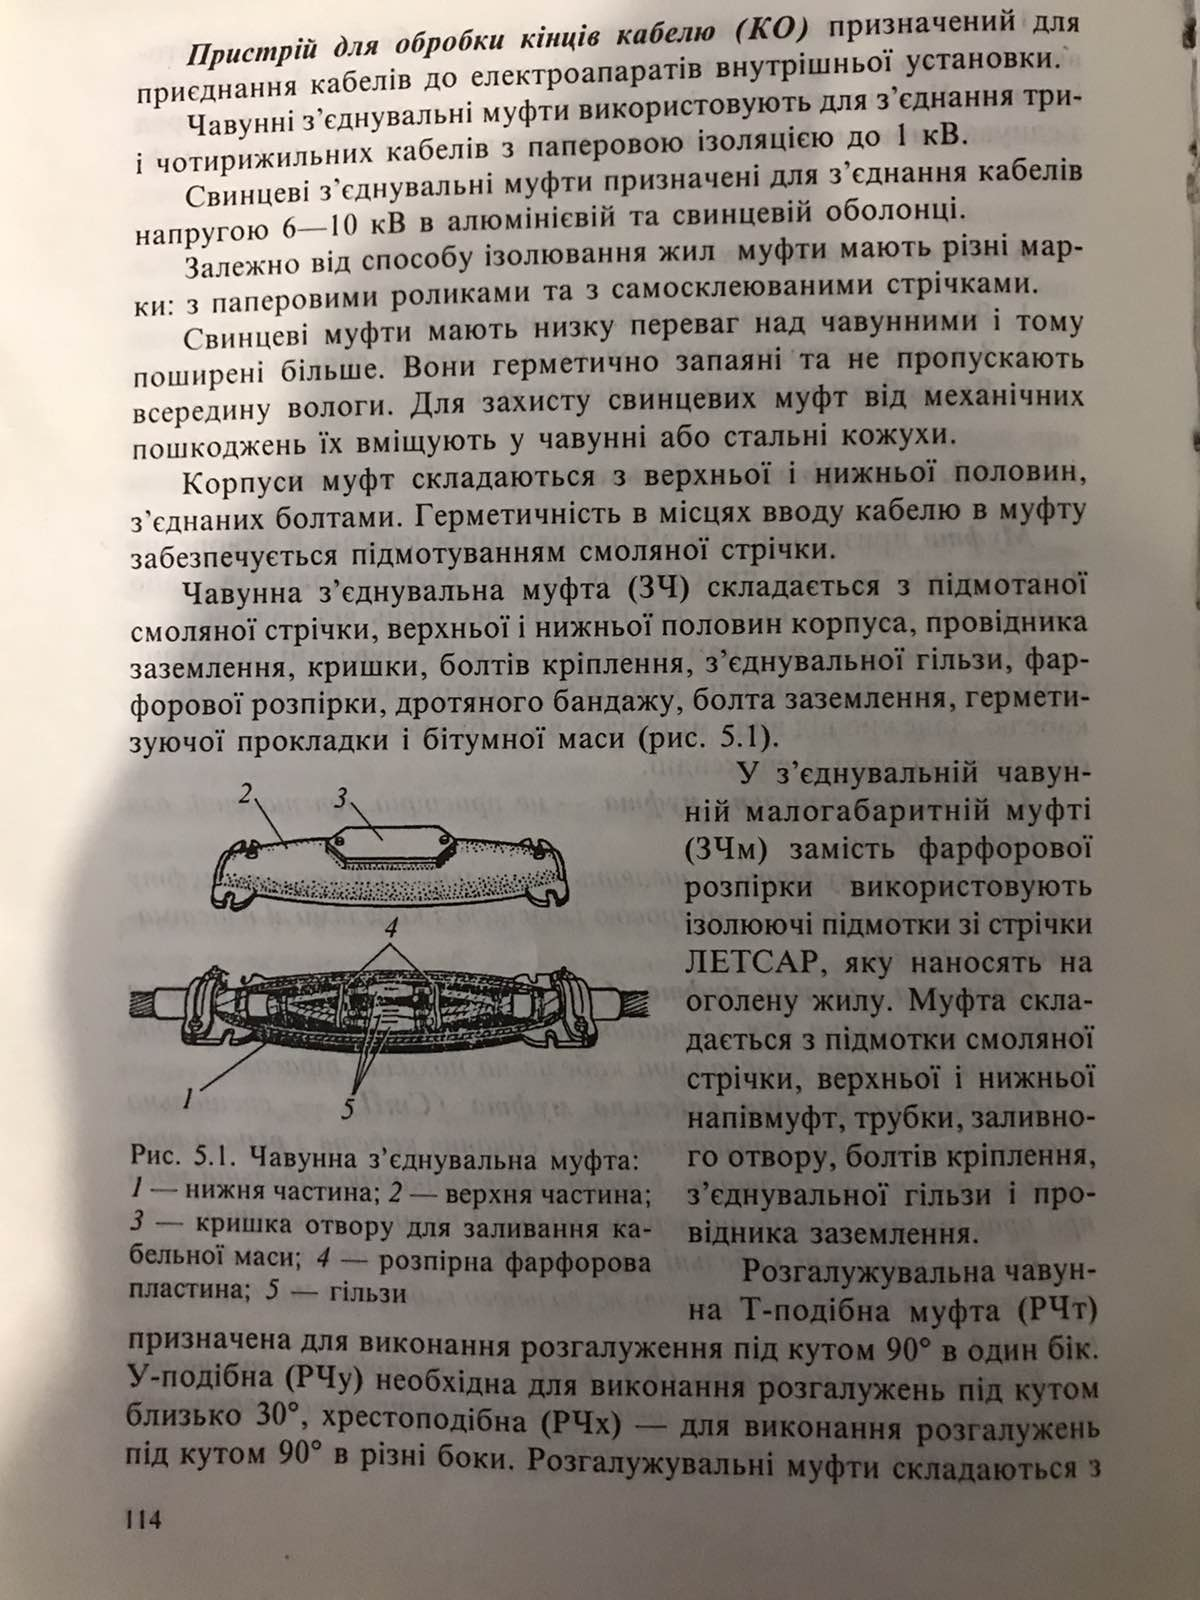 Пристрій для обробки кінців кабелю (КО) призначений для
приєднання кабелів до електроапаратів внутрішньої установки.
Чавунні з'єднувальні муфти використовують для з'єднання три-
і чотирижильних кабелів з паперовою ізоляцією до 1 кВ.
Свинцеві з'єднувальні муфти призначені для з'єднання кабелів
напругою 6—10 кВ в алюмінієвій та свинцевій оболонці.
Залежно від способу ізолювання жил муфти мають різні мар-
ки: з паперовими роликами та з самосклеюваними стрічками.
Свинцеві муфти мають низку переваг над чавунними і тому
поширені більше. Вони герметично запаяні та не пропускають
всередину вологи. Для захисту свинцевих муфт від механічних
пошкоджень їх вміщують у чавунні або стальні кожухи.
Корпуси муфт складаються з верхньої і нижньої половин,
з'єднаних болтами. Герметичність в місцях вводу кабелю в муфту
забезпечується підмотуванням смоляної стрічки.
Чавунна з'єднувальна муфта (ЗЧ) складається з підмотаної
смоляної стрічки, верхньої і нижньої половин корпуса, провідника
заземлення, кришки, болтів кріплення, з'єднувальної гільзи, фар-
форової розпірки, дротяного бандажу, болта заземлення, гермети-
зуючої прокладки і бітумної маси (рис. 5.1).
2
3
4
1
5
Рис. 5.1. Чавунна з'єднувальна муфта:
1 — нижня частина; 2 — верхня частина;
3 — кришка отвору для заливання ка-
бельної маси; 4 — розпірна фарфорова
пластина; 5 — гільзи
У з'єднувальній чавун-
ній малогабаритній муфті
(ЗЧм) замість фарфорової
розпірки використовують
ізолюючі підмотки зі стрічки
ЛЕТСАР, яку наносять на
оголену жилу. Муфта скла-
дається з підмотки смоляної
стрічки, верхньої і нижньої
напівмуфт, трубки, заливно-
го отвору, болтів кріплення,
з'єднувальної гільзи і про-
відника заземлення.
Розгалужувальна чавун-
на Т-подібна муфта (РЧт)
призначена для виконання розгалуження під кутом 90° в один бік.
У-подібна (РЧу) необхідна для виконання розгалужень під кутом
близько 30°, хрестоподібна (РЧх) — для виконання розгалужень
під кутом 90° в різні боки. Розгалужувальні муфти складаються з
114